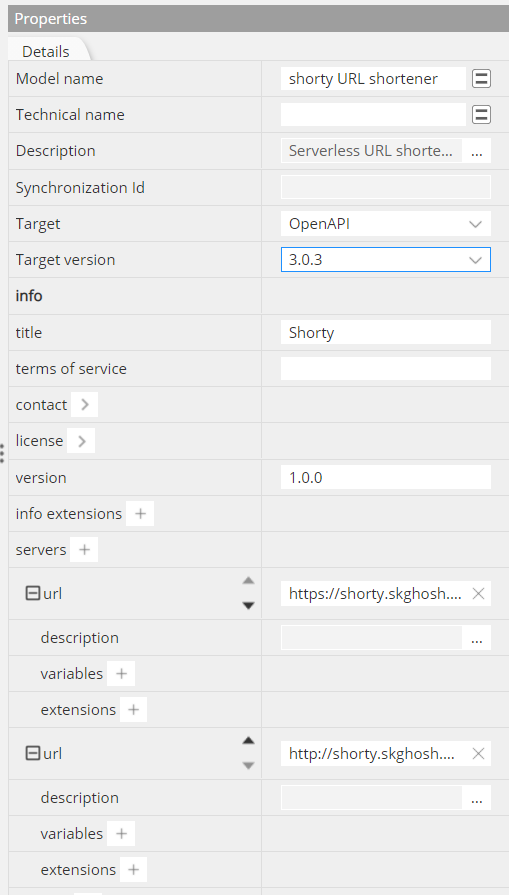 Properties
Details
Model name shorty URL shortener
Technical name
Description Serverless URL shorte... ...
Synchronization Id
Target OpenAPI
Target version 3.0.3
info
title Shorty
terms of service
contact
license
version 1.0.0
info extensions +
servers +
url https://shorty.skghosh....
description ...
variables +
extensions +
url http://shorty.skghosh....
description ...
variables +
extensions +